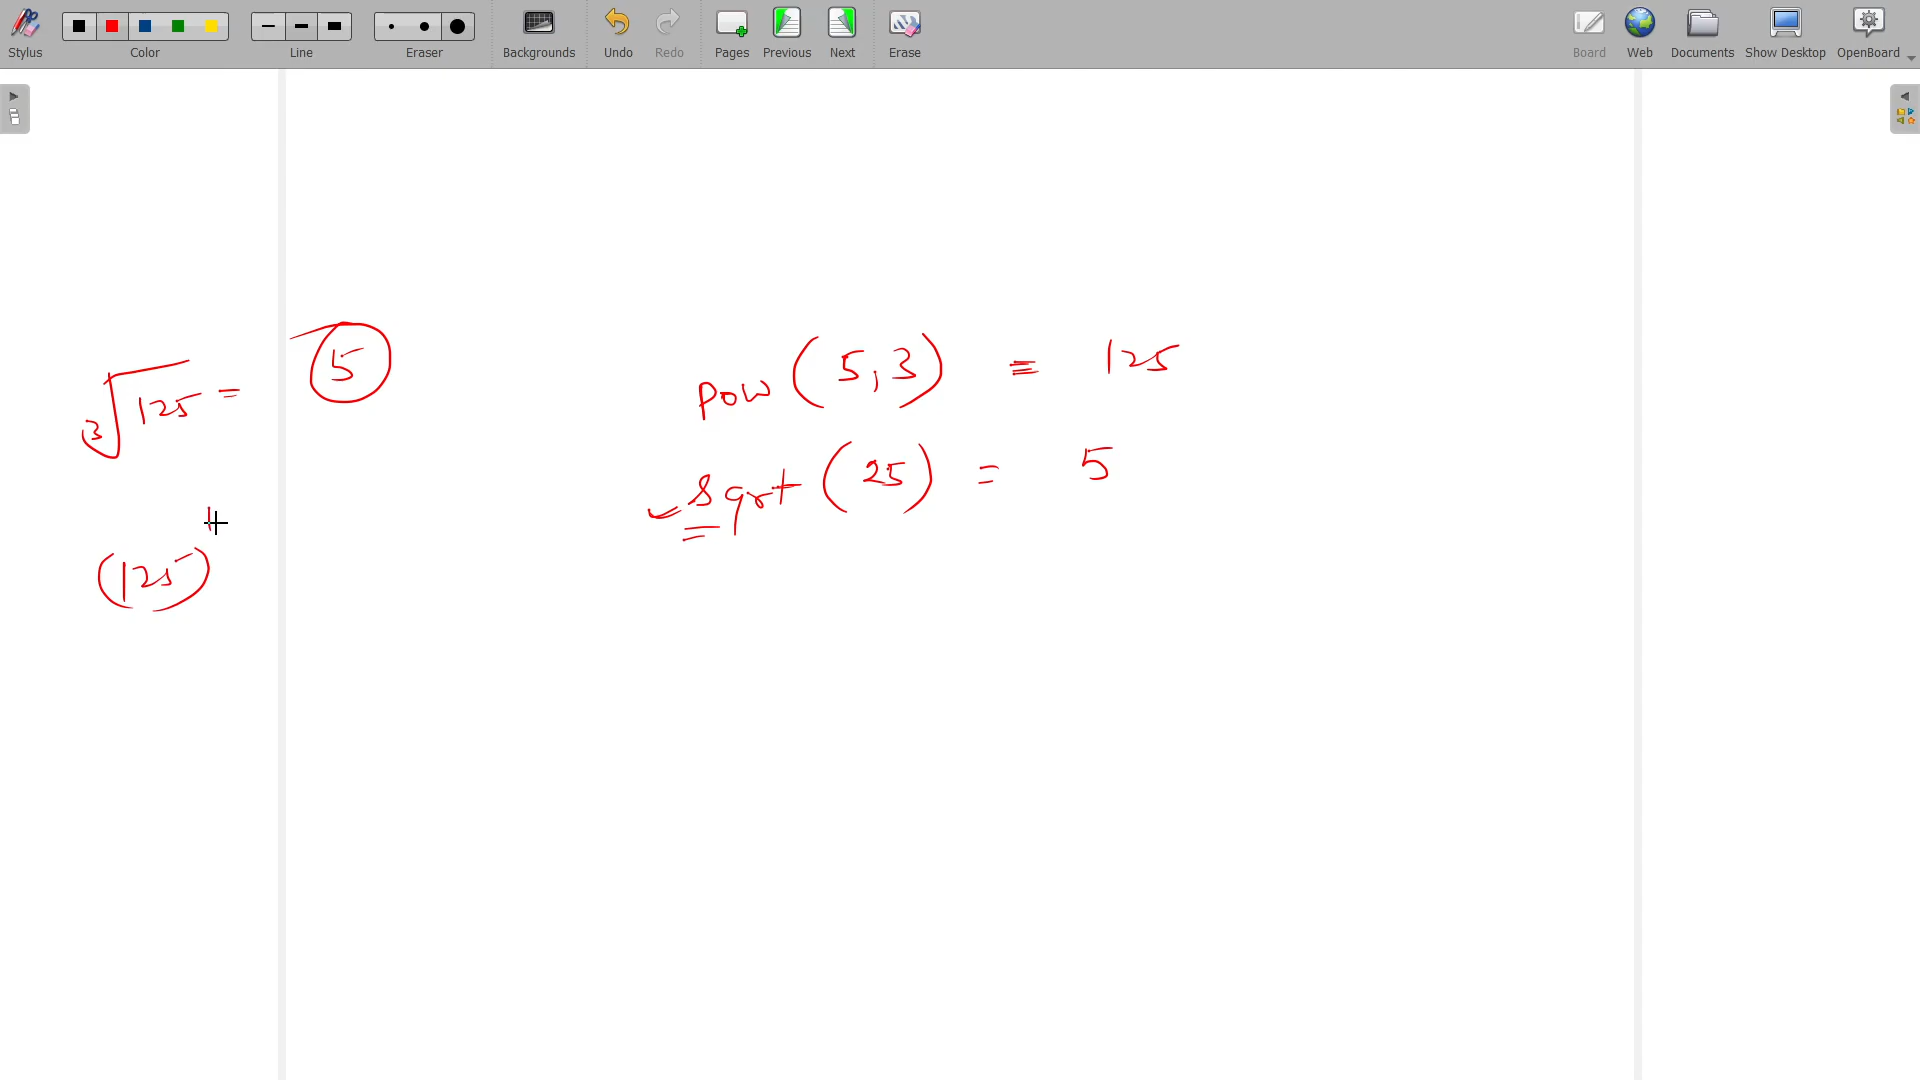 Stylus Color Line Eraser Backgrounds Undo Redo Pages Previous Next Erase Board Web Documents Show Desktop OpenBoard
∛125 = 5
(125)¹
pow (5,3) = 125
sqrt (25) = 5